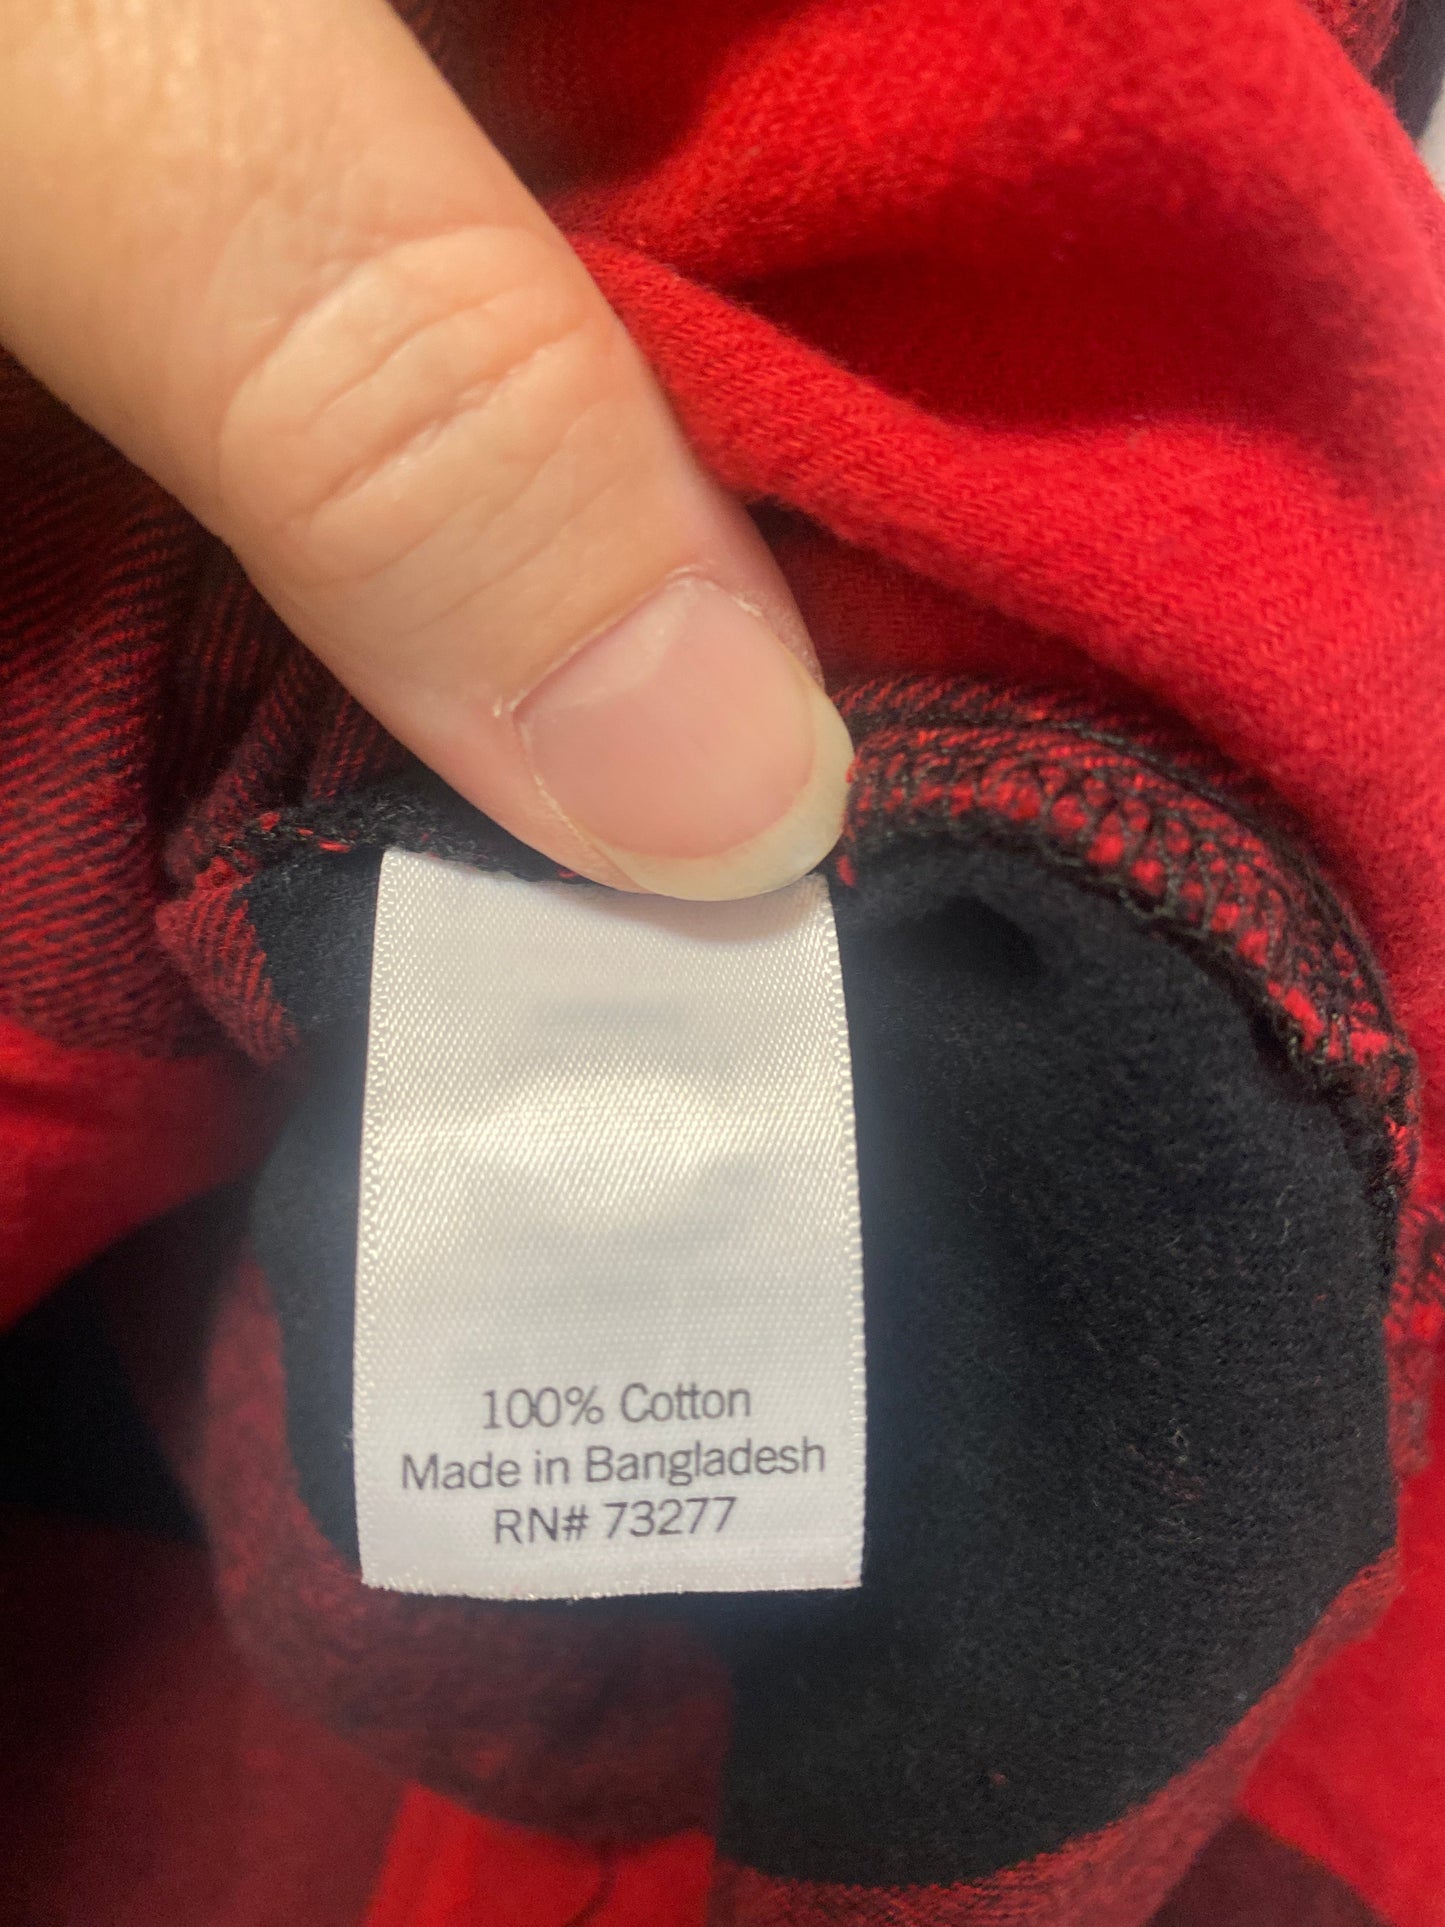 100% Cotton
Made in Bangladesh
RN# 73277